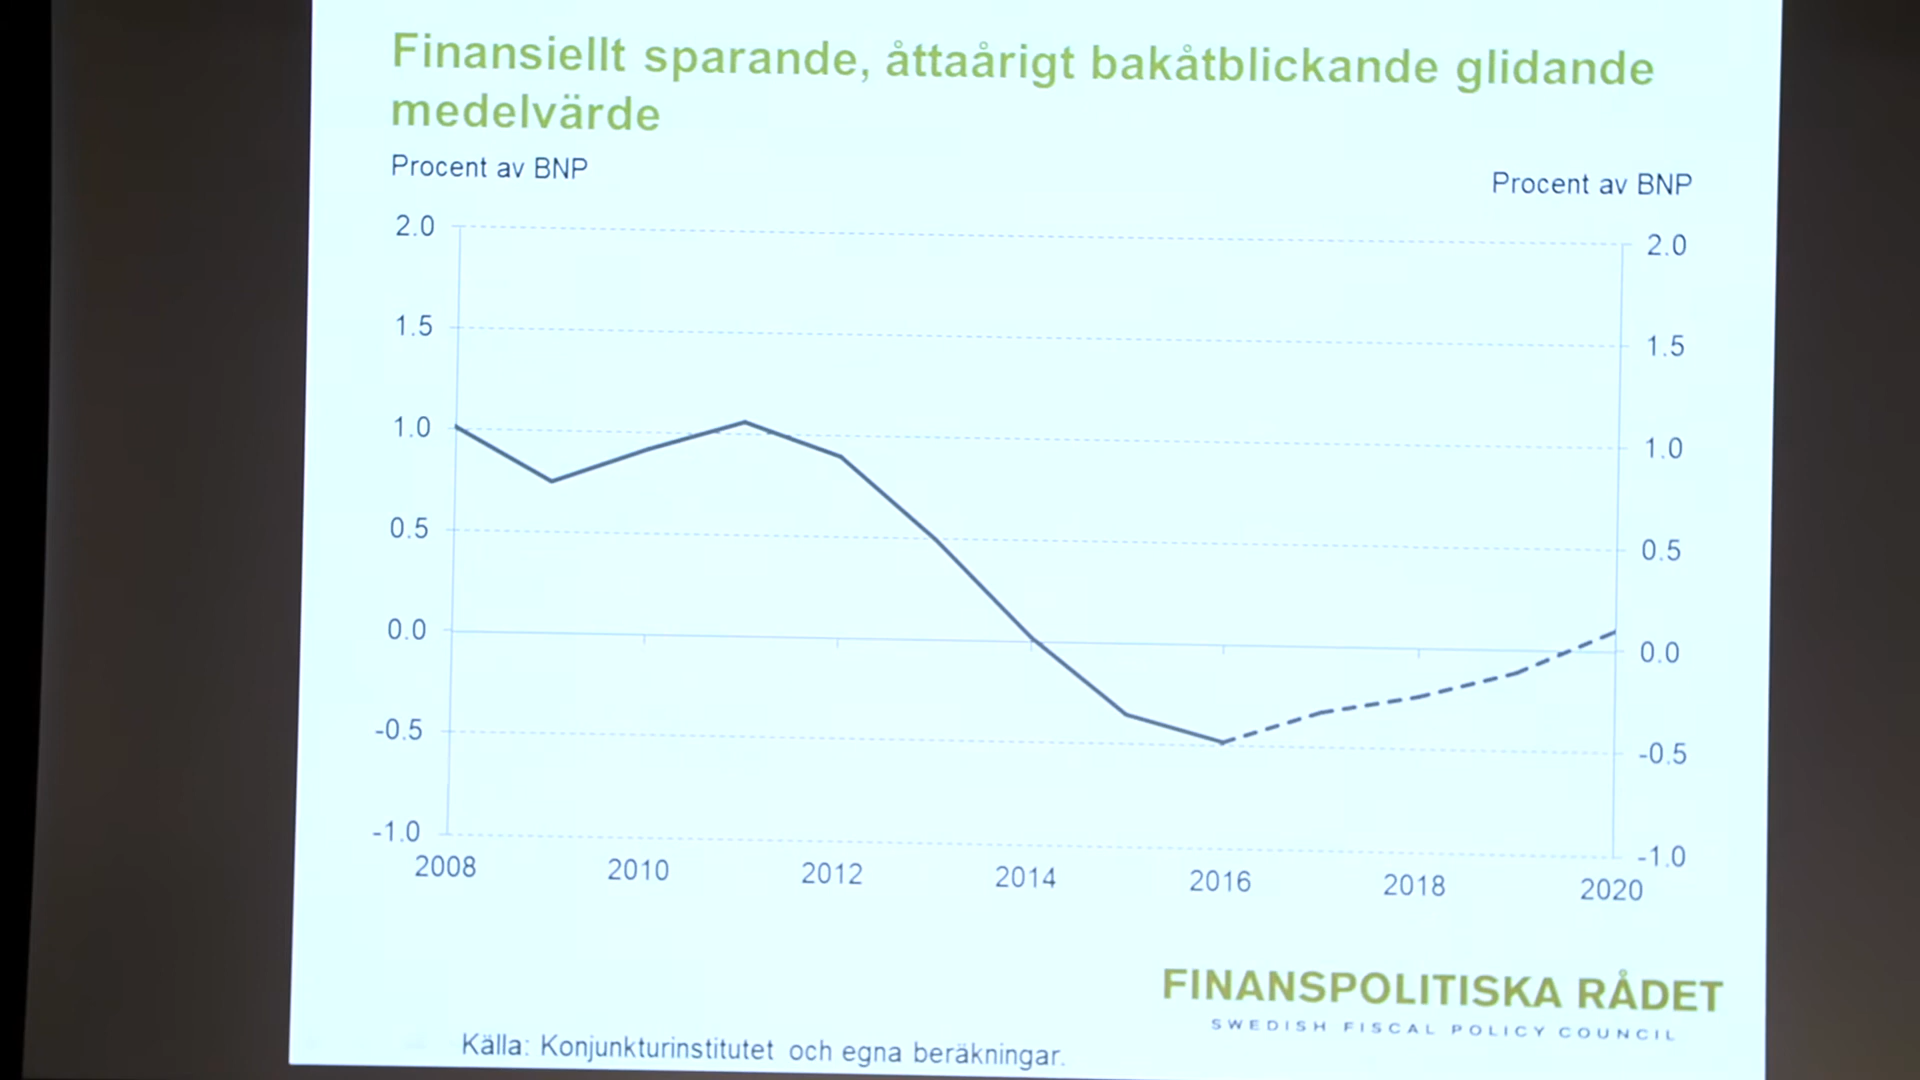 Finansiellt sparande, åttaårigt bakåtblickande glidande
medelvärde
Procent av BNP
Procent av BNP
2.0
2.0
1.5
1.5
1.0
1.0
0.5
0.5
0.0
0.0
-0.5
-0.5
-1.0
-1.0
2008 2010 2012 2014 2016 2018 2020
FINANSPOLITISKA RÅDET
SWEDISH FISCAL POLICY COUNCIL
Källa: Konjunkturinstitutet och egna beräkningar.